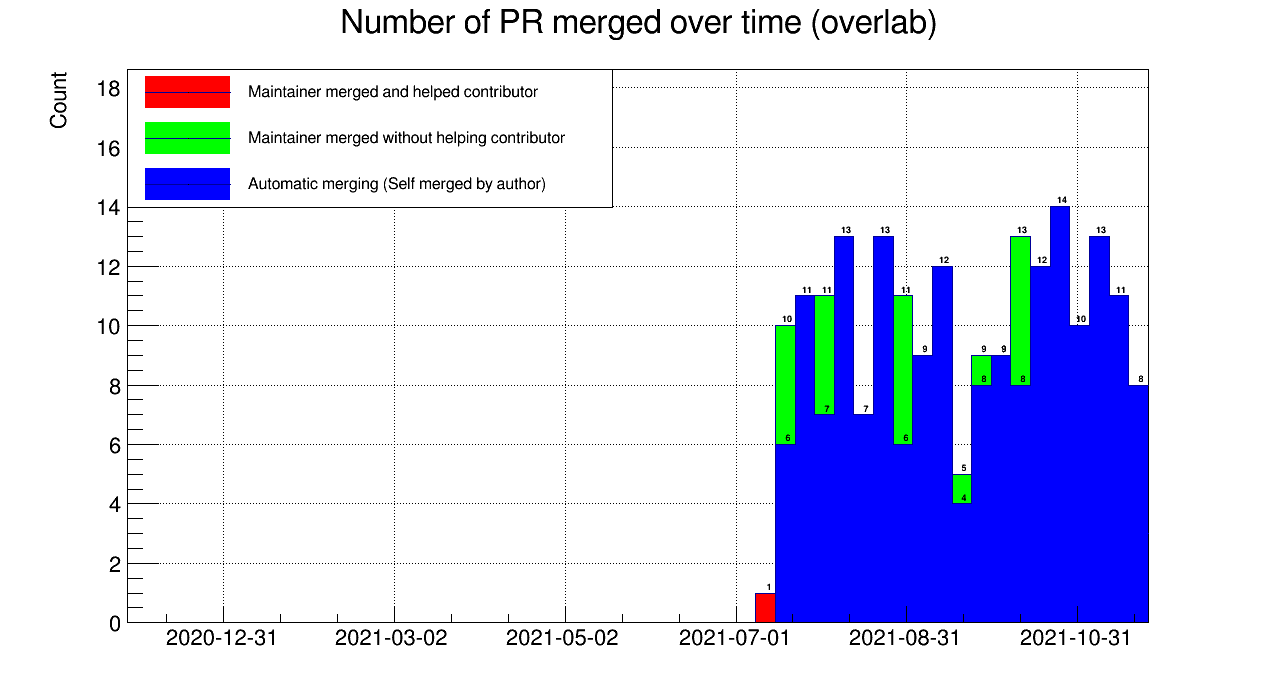 Number of PR merged over time (overlab)
Count
Maintainer merged and helped contributor
Maintainer merged without helping contributor
Automatic merging (Self merged by author)
18
16
14
12
10
8
6
4
2
0
14
13 13 13 13
12 12
11 11 11 11
10 10
9 9 9
8 8 8
7 7
6 6
5
4
1
2020-12-31 2021-03-02 2021-05-02 2021-07-01 2021-08-31 2021-10-31